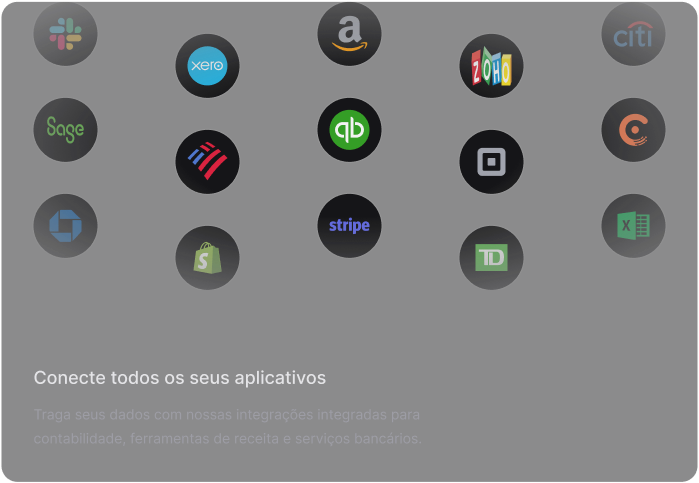 a
citi
xero
ZOHO
Sage
qb
stripe
X
S
TD
Conecte todos os seus aplicativos
Traga seus dados com nossas integrações integradas para
contabilidade, ferramentas de receita e serviços bancários.